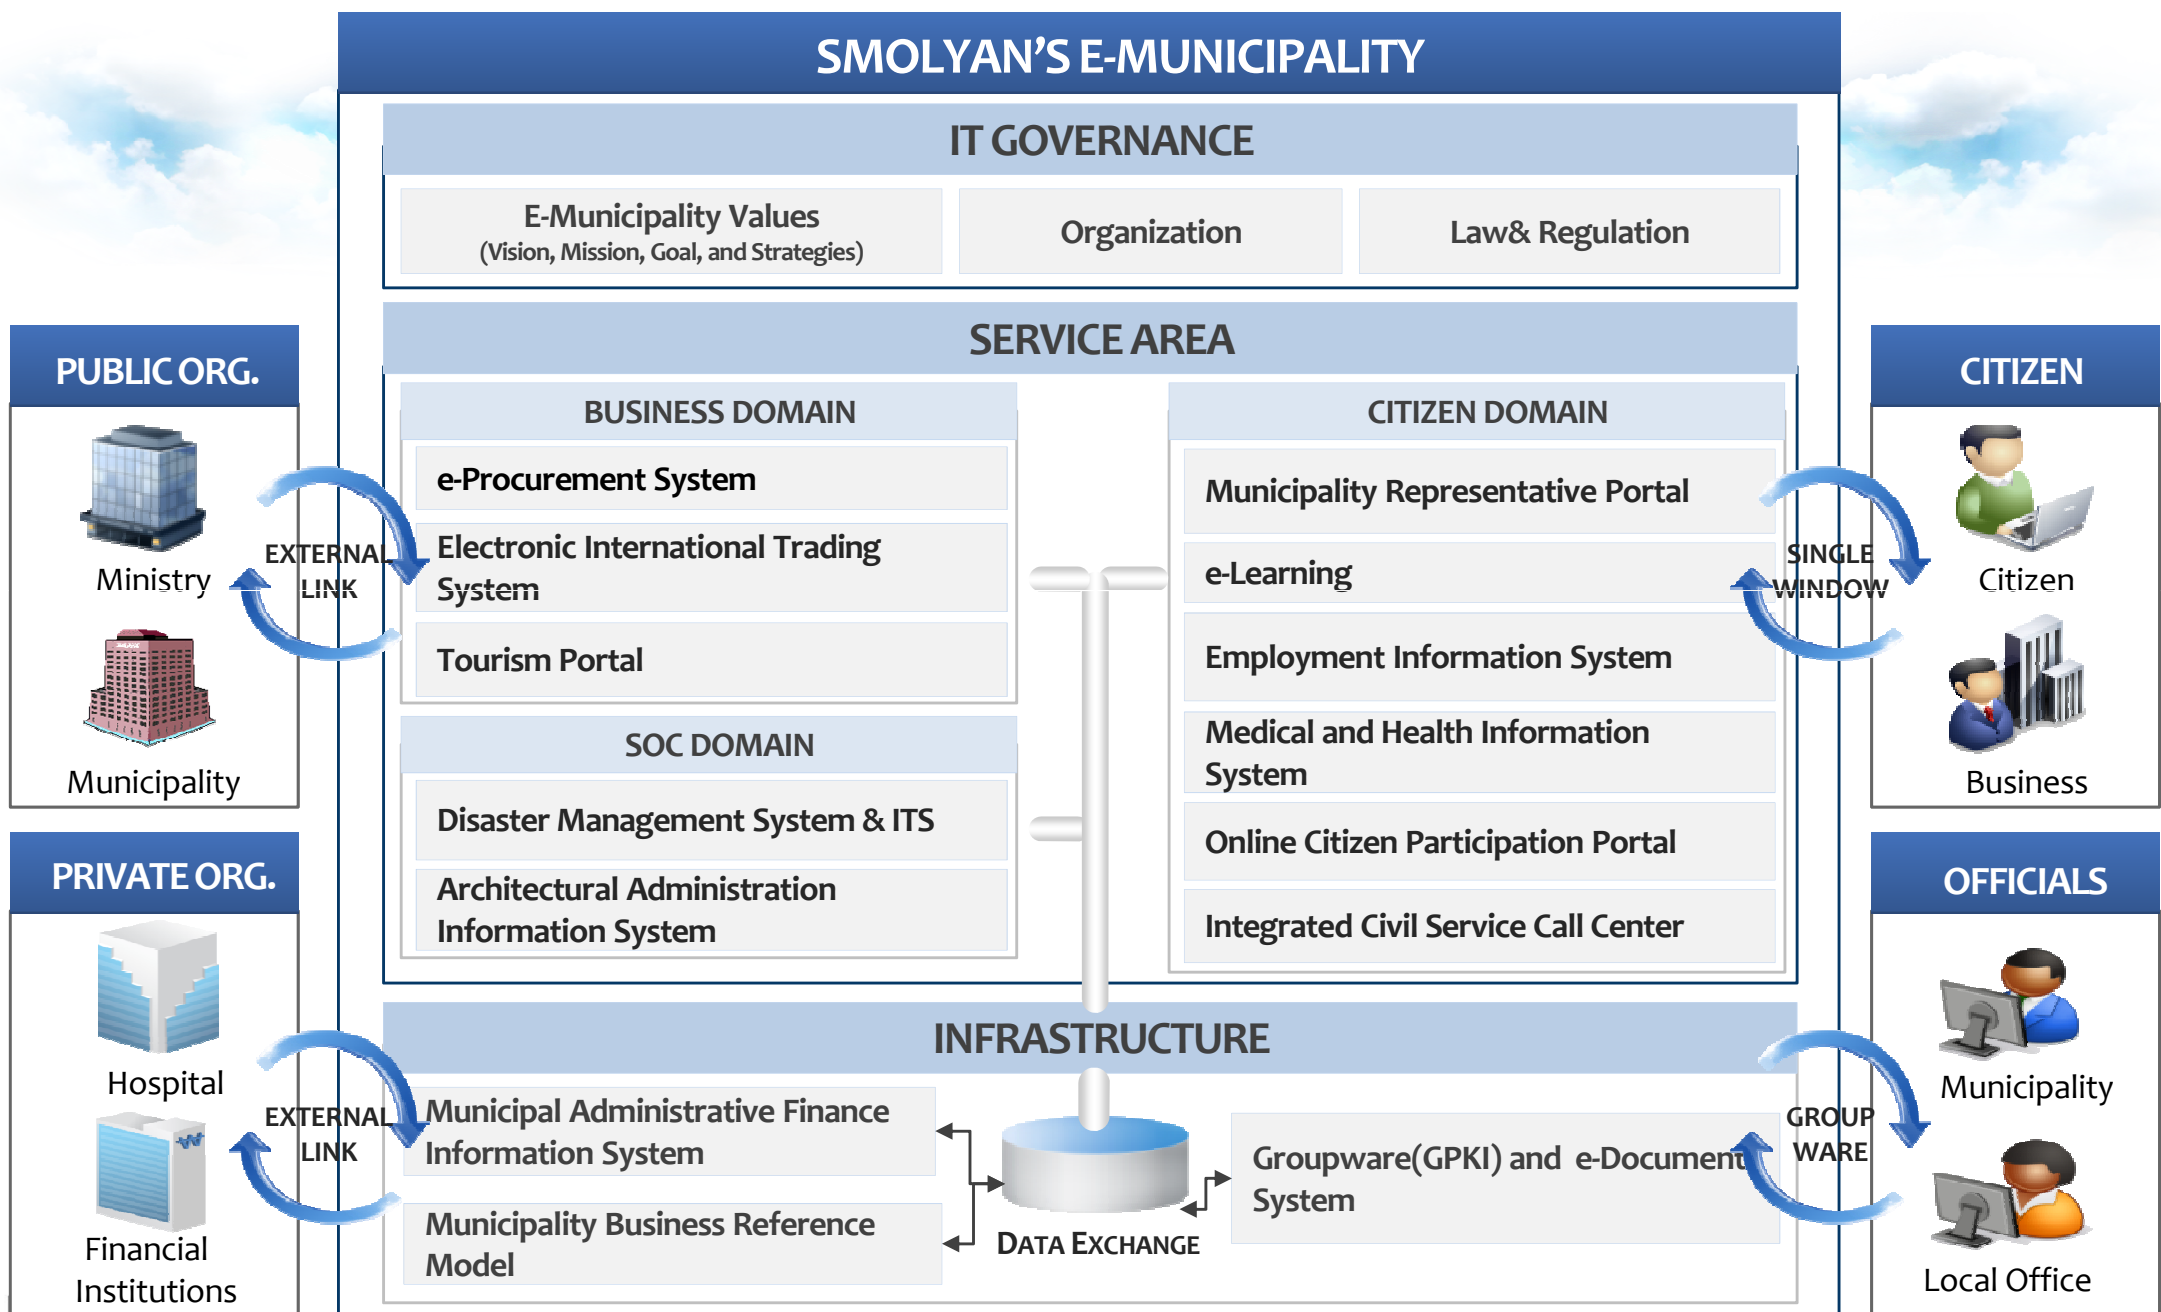 SMOLYAN'S E-MUNICIPALITY
IT GOVERNANCE
E-Municipality Values
(Vision, Mission, Goal, and Strategies)
Organization
Law& Regulation
SERVICE AREA
BUSINESS DOMAIN
e-Procurement System
Electronic International Trading
System
Tourism Portal
SOC DOMAIN
Disaster Management System & ITS
Architectural Administration
Information System
CITIZEN DOMAIN
Municipality Representative Portal
e-Learning
Employment Information System
Medical and Health Information
System
Online Citizen Participation Portal
Integrated Civil Service Call Center
INFRASTRUCTURE
Municipal Administrative Finance
Information System
Municipality Business Reference
Model
DATA EXCHANGE
Groupware(GPKI) and e-Document
System
PUBLIC ORG.
Ministry
Municipality
EXTERNAL
LINK
PRIVATE ORG.
Hospital
Financial
Institutions
EXTERNAL
LINK
CITIZEN
Citizen
Business
SINGLE
WINDOW
OFFICIALS
Municipality
Local Office
GROUP
WARE